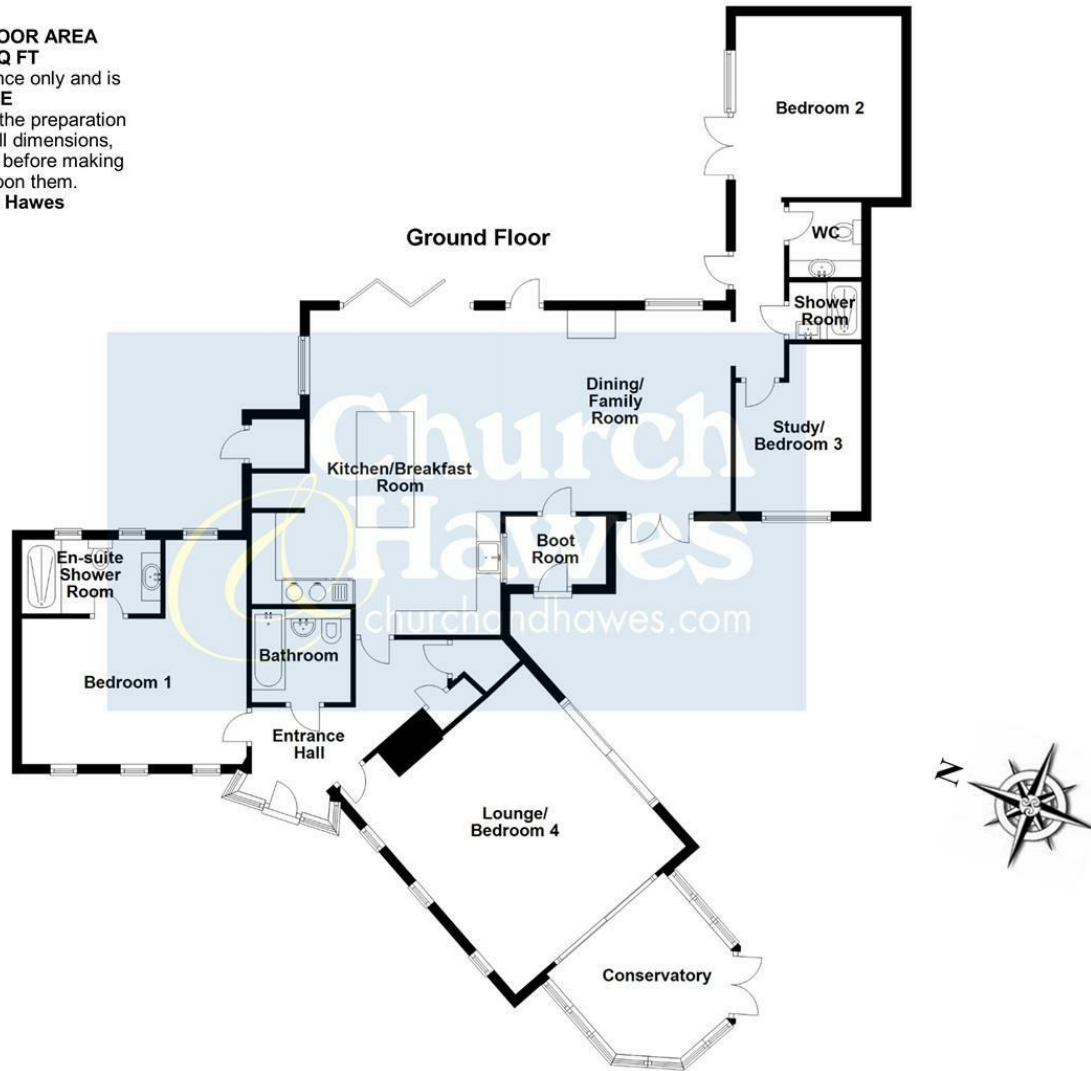 OOR AREA
Q FT
nce only and is
E
the preparation
ll dimensions,
before making
pon them.
Hawes
Ground Floor
Bedroom 2
WC
Shower
Room
Dining/
Family
Room
Study/
Bedroom 3
Kitchen/Breakfast
Room
Boot
Room
En-suite
Shower
Room
Bathroom
Bedroom 1
Entrance
Hall
Lounge/
Bedroom 4
Conservatory
Church
& Hawes
churchandhawes.com
N